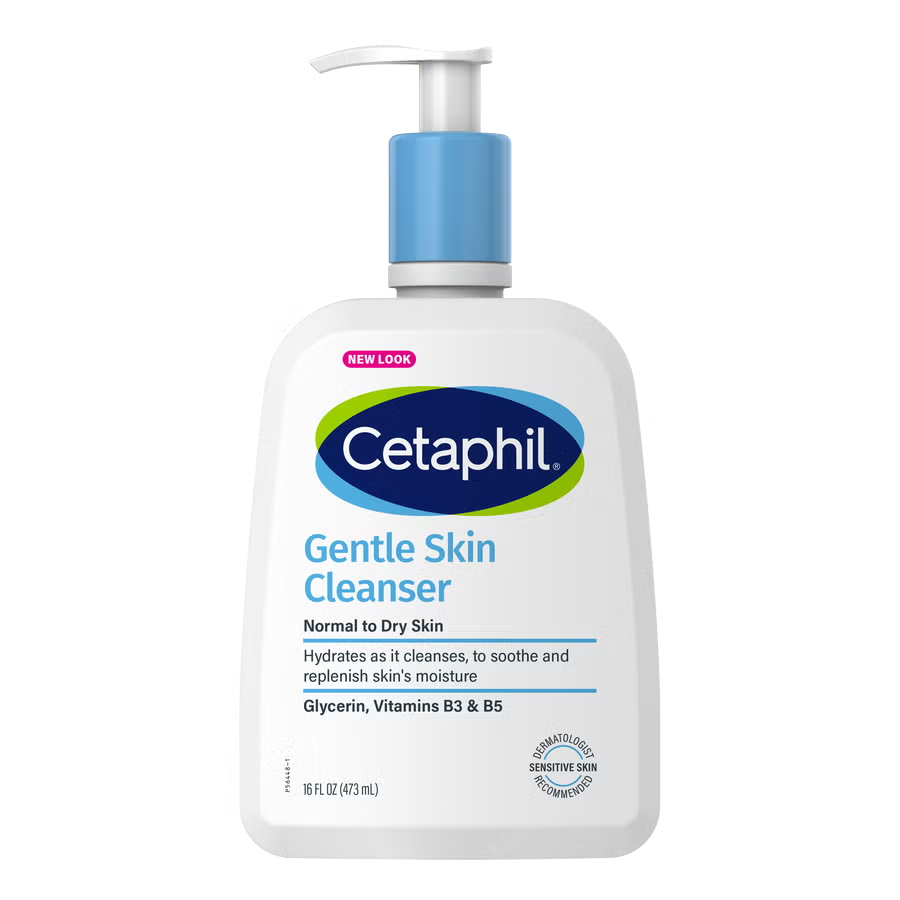 NEW LOOK
Cetaphil®
Gentle Skin
Cleanser
Normal to Dry Skin
Hydrates as it cleanses, to soothe and
replenish skin's moisture
Glycerin, Vitamins B3 & B5
DERMATOLOGIST
SENSITIVE SKIN
RECOMMENDED
P56448-1
16 FL OZ (473 mL)